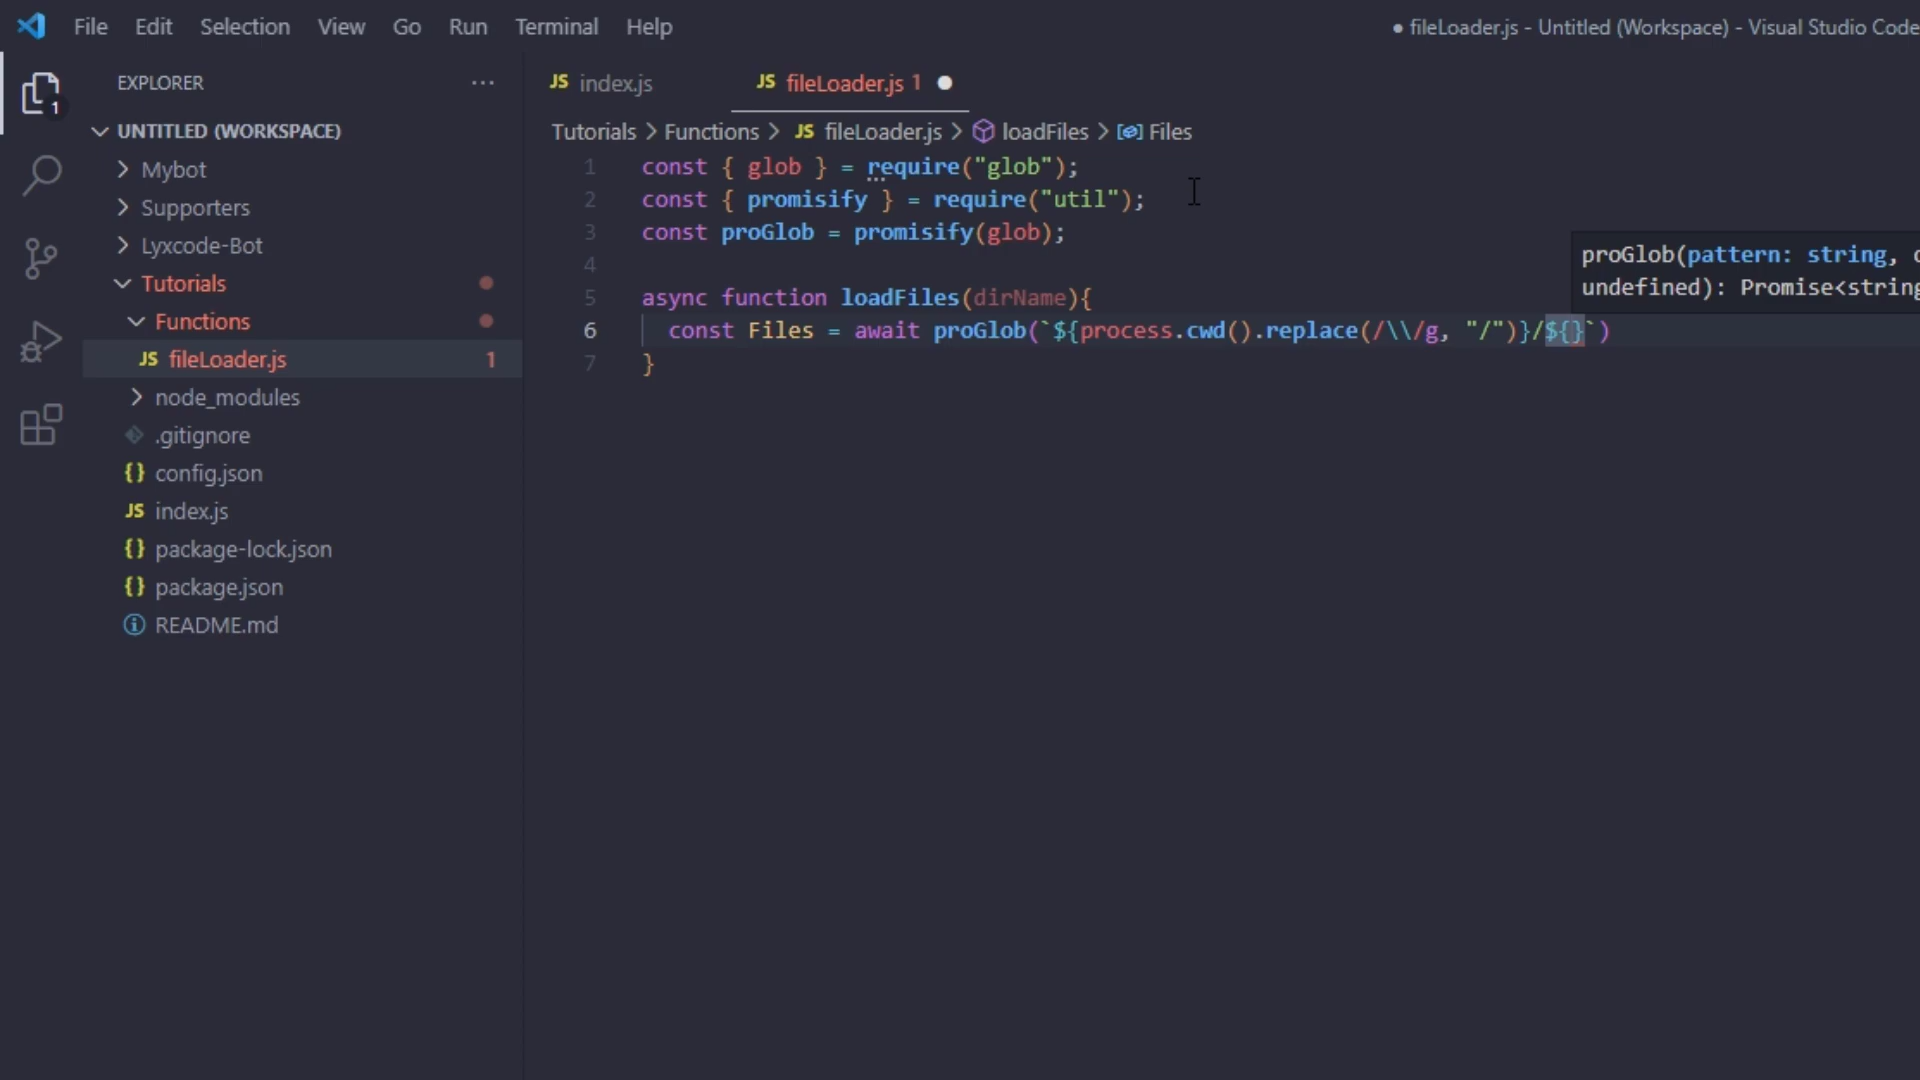 File Edit Selection View Go Run Terminal Help
● fileLoader.js - Untitled (Workspace) - Visual Studio Code
1
EXPLORER ···
UNTITLED (WORKSPACE)
Mybot
Supporters
Lyxcode-Bot
Tutorials
Functions
JS fileLoader.js 1
node_modules
.gitignore
{} config.json
JS index.js
{} package-lock.json
{} package.json
README.md
JS index.js JS fileLoader.js 1 ●
Tutorials > Functions > JS fileLoader.js > loadFiles > Files
1 const { glob } = require("glob");
2 const { promisify } = require("util");
3 const proGlob = promisify(glob);
4
5 async function loadFiles(dirName){
6 const Files = await proGlob(`${process.cwd().replace(/\\/g, "/")}/${}`)
7 }
proGlob(pattern: string,
undefined): Promise<string